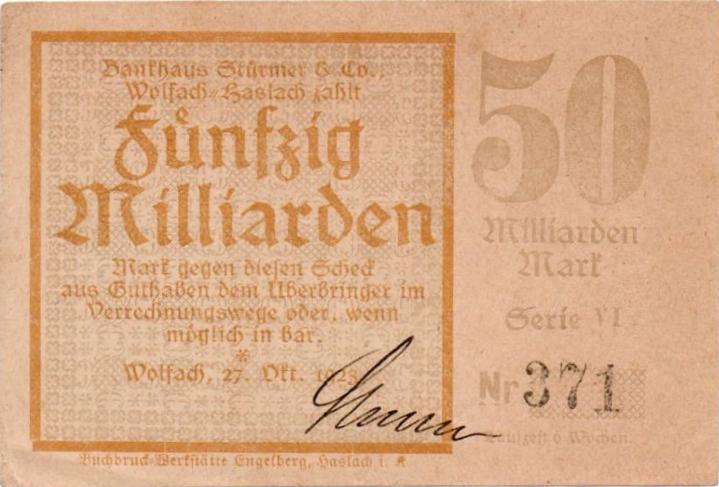 Bankhaus Stürmer & Co.,
Wolfach-Haslach zahlt
Fünfzig
Milliarden
Mark gegen diesen Scheck
aus Guthaben dem Überbringer im
Verrechnungswege oder, wenn
möglich in bar.
*
Wolfach, 27. Okt. 1923
Buchdruck-Werkstätte Engelberg, Haslach i. K
50
Milliarden
Mark
Serie VI
Nr 371
Laufzeit 6 Wochen.